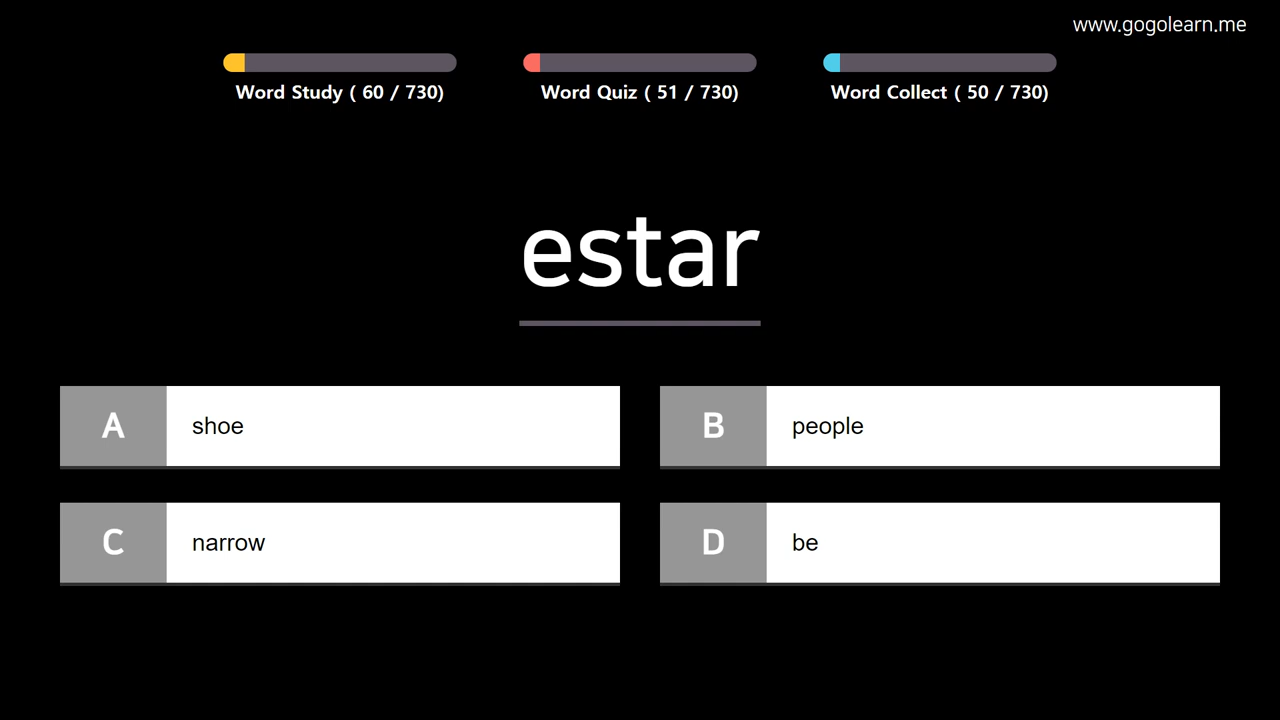 www.gogolearn.me
Word Study ( 60 / 730)
Word Quiz ( 51 / 730)
Word Collect ( 50 / 730)
estar
A shoe
B people
C narrow
D be